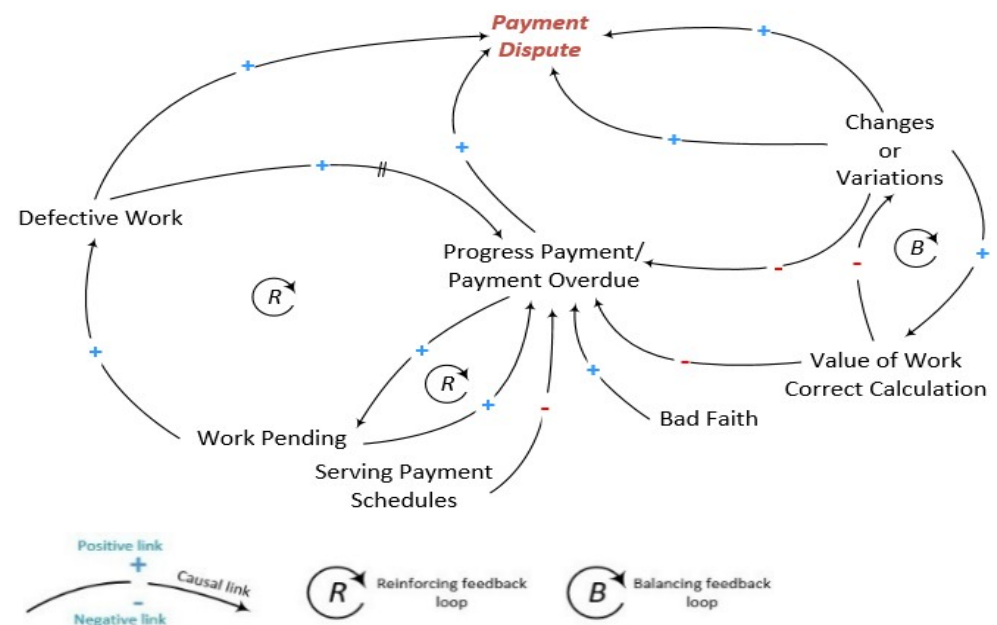 Payment
Dispute
+
+
+
+
+
Changes
or
Variations
Defective Work
Progress Payment/
Payment Overdue
-
-
B
+
R
+
+
R
+
-
+
-
Value of Work
Correct Calculation
Bad Faith
Work Pending
Serving Payment
Schedules
Positive link
+
Causal link
-
Negative link
R
Reinforcing feedback
loop
B
Balancing feedback
loop